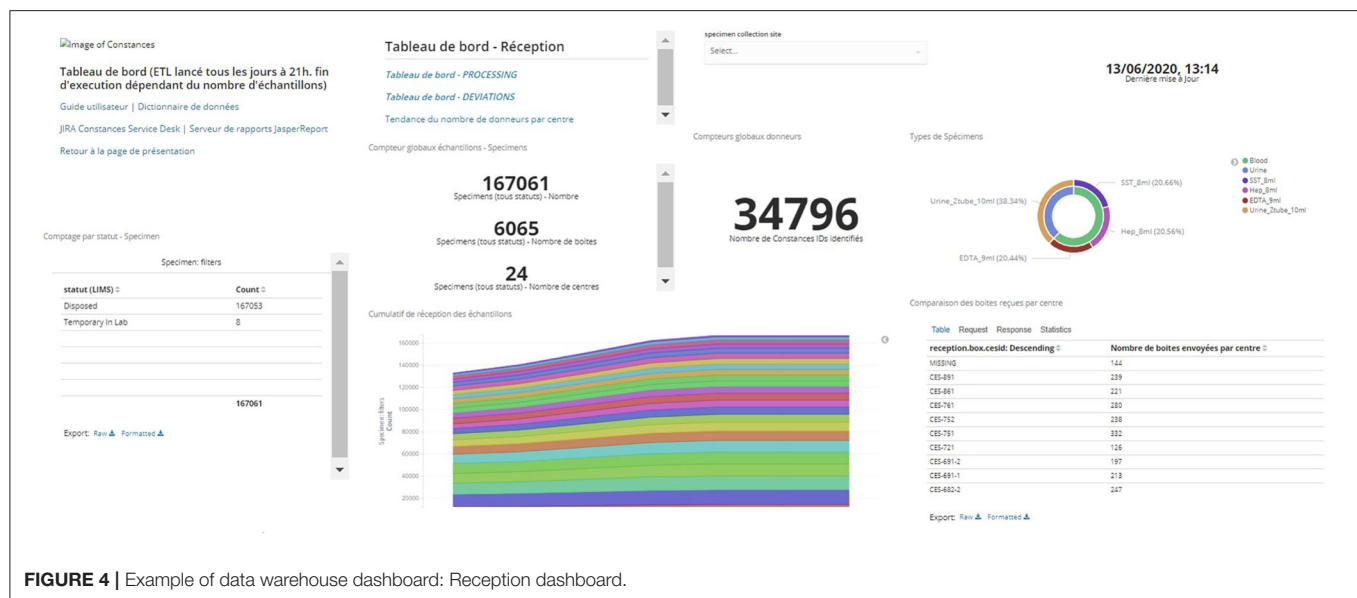 Image of Constances
Tableau de bord (ETL lancé tous les jours à 21h. fin
d'execution dépendant du nombre d'échantillons)
Guide utilisateur | Dictionnaire de données
JIRA Constances Service Desk | Serveur de rapports JasperReport
Retour à la page de présentation
Tableau de bord - Réception
Tableau de bord - PROCESSING
Tableau de bord - DEVIATIONS
Tendance du nombre de donneurs par centre
specimen collection site
Select...
13/06/2020, 13:14
Dernière mise à Jour
Compteur globaux échantillons - Specimens
167061
Specimens (tous statuts) - Nombre
6065
Specimens (tous statuts) - Nombre de boites
24
Specimens (tous statuts) - Nombre de centres
Compteurs globaux donneurs
34796
Nombre de Constances IDs identifiés
Types de Spécimens
SST_8ml (20.66%)
Urine_2tube_10ml (38.34%)
Hep_8ml (20.56%)
EDTA_9ml (20.44%)
Blood
Urine
SST_8ml
Hep_8ml
EDTA_9ml
Urine_2tube_10ml
Comptage par statut - Specimen
Specimen: filters
statut (LIMS) Count
Disposed 167053
Temporary In Lab 8
167061
Export: Raw Formatted
Cumulatif de réception des échantillons
Specimen: filters
Count
160000
140000
120000
100000
80000
60000
40000
20000
Comparaison des boites reçues par centre
Table Request Response Statistics
reception.box.cesid: Descending Nombre de boites envoyées par centre
MISSING 144
CES-891 239
CES-861 221
CES-761 280
CES-752 238
CES-751 332
CES-721 126
CES-691-2 197
CES-691-1 213
CES-682-2 247
Export: Raw Formatted
FIGURE 4 | Example of data warehouse dashboard: Reception dashboard.